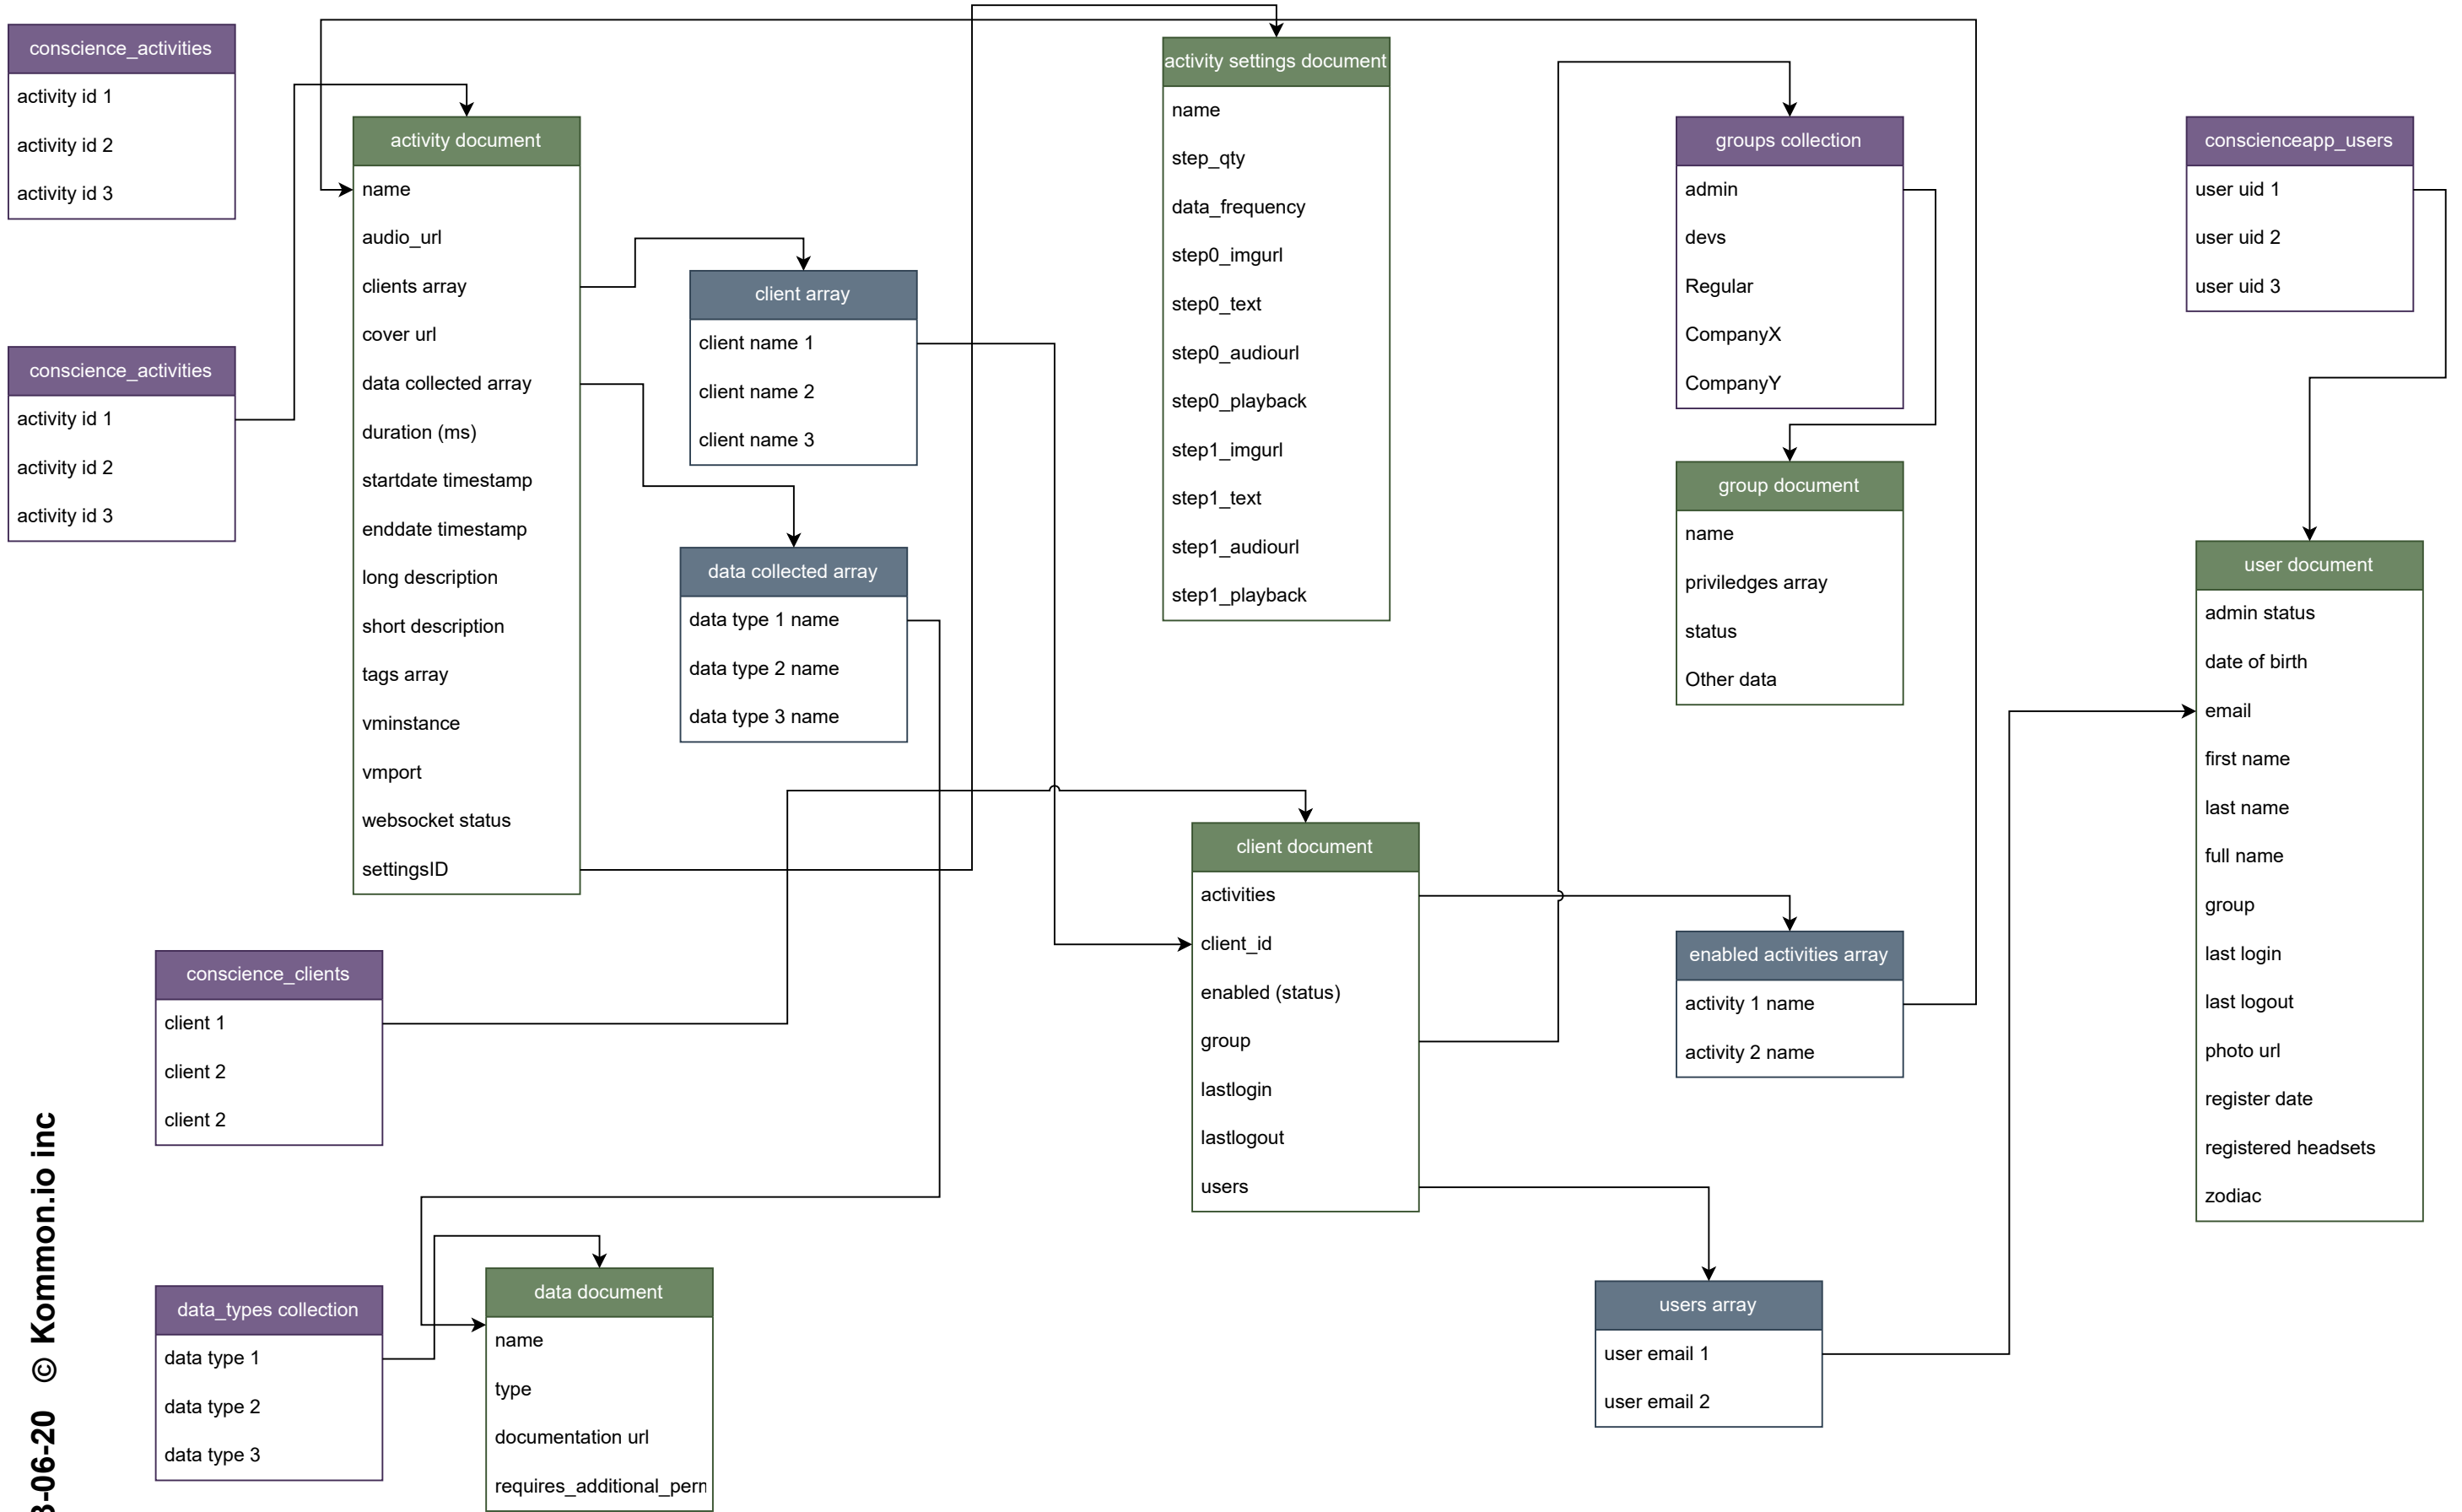 conscience_activities
activity id 1
activity id 2
activity id 3
conscience_activities
activity id 1
activity id 2
activity id 3
activity document
name
audio_url
clients array
cover url
data collected array
duration (ms)
startdate timestamp
enddate timestamp
long description
short description
tags array
vminstance
vmport
websocket status
settingsID
client array
client name 1
client name 2
client name 3
data collected array
data type 1 name
data type 2 name
data type 3 name
activity settings document
name
step_qty
data_frequency
step0_imgurl
step0_text
step0_audiourl
step0_playback
step1_imgurl
step1_text
step1_audiourl
step1_playback
groups collection
admin
devs
Regular
CompanyX
CompanyY
group document
name
priviledges array
status
Other data
conscienceapp_users
user uid 1
user uid 2
user uid 3
user document
admin status
date of birth
email
first name
last name
full name
group
last login
last logout
photo url
register date
registered headsets
zodiac
conscience_clients
client 1
client 2
client 2
client document
activities
client_id
enabled (status)
group
lastlogin
lastlogout
users
enabled activities array
activity 1 name
activity 2 name
users array
user email 1
user email 2
data_types collection
data type 1
data type 2
data type 3
data document
name
type
documentation url
requires_additional_perm
3-06-20 © Kommon.io inc